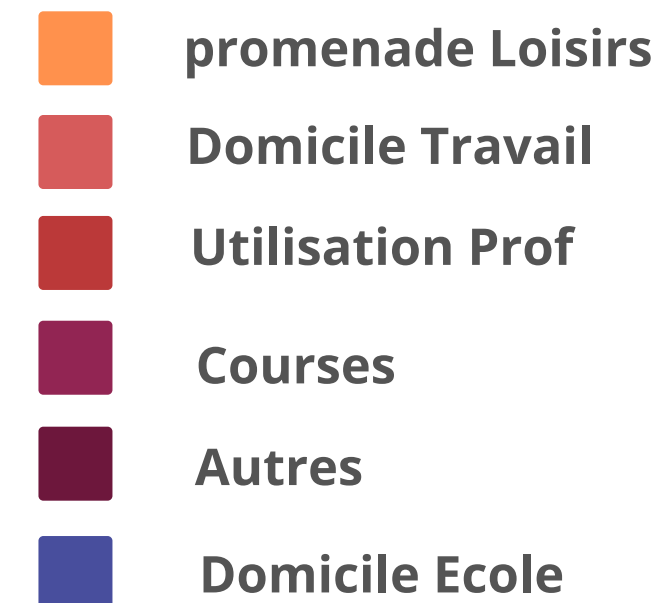 promenade Loisirs
Domicile Travail
Utilisation Prof
Courses
Autres
Domicile Ecole